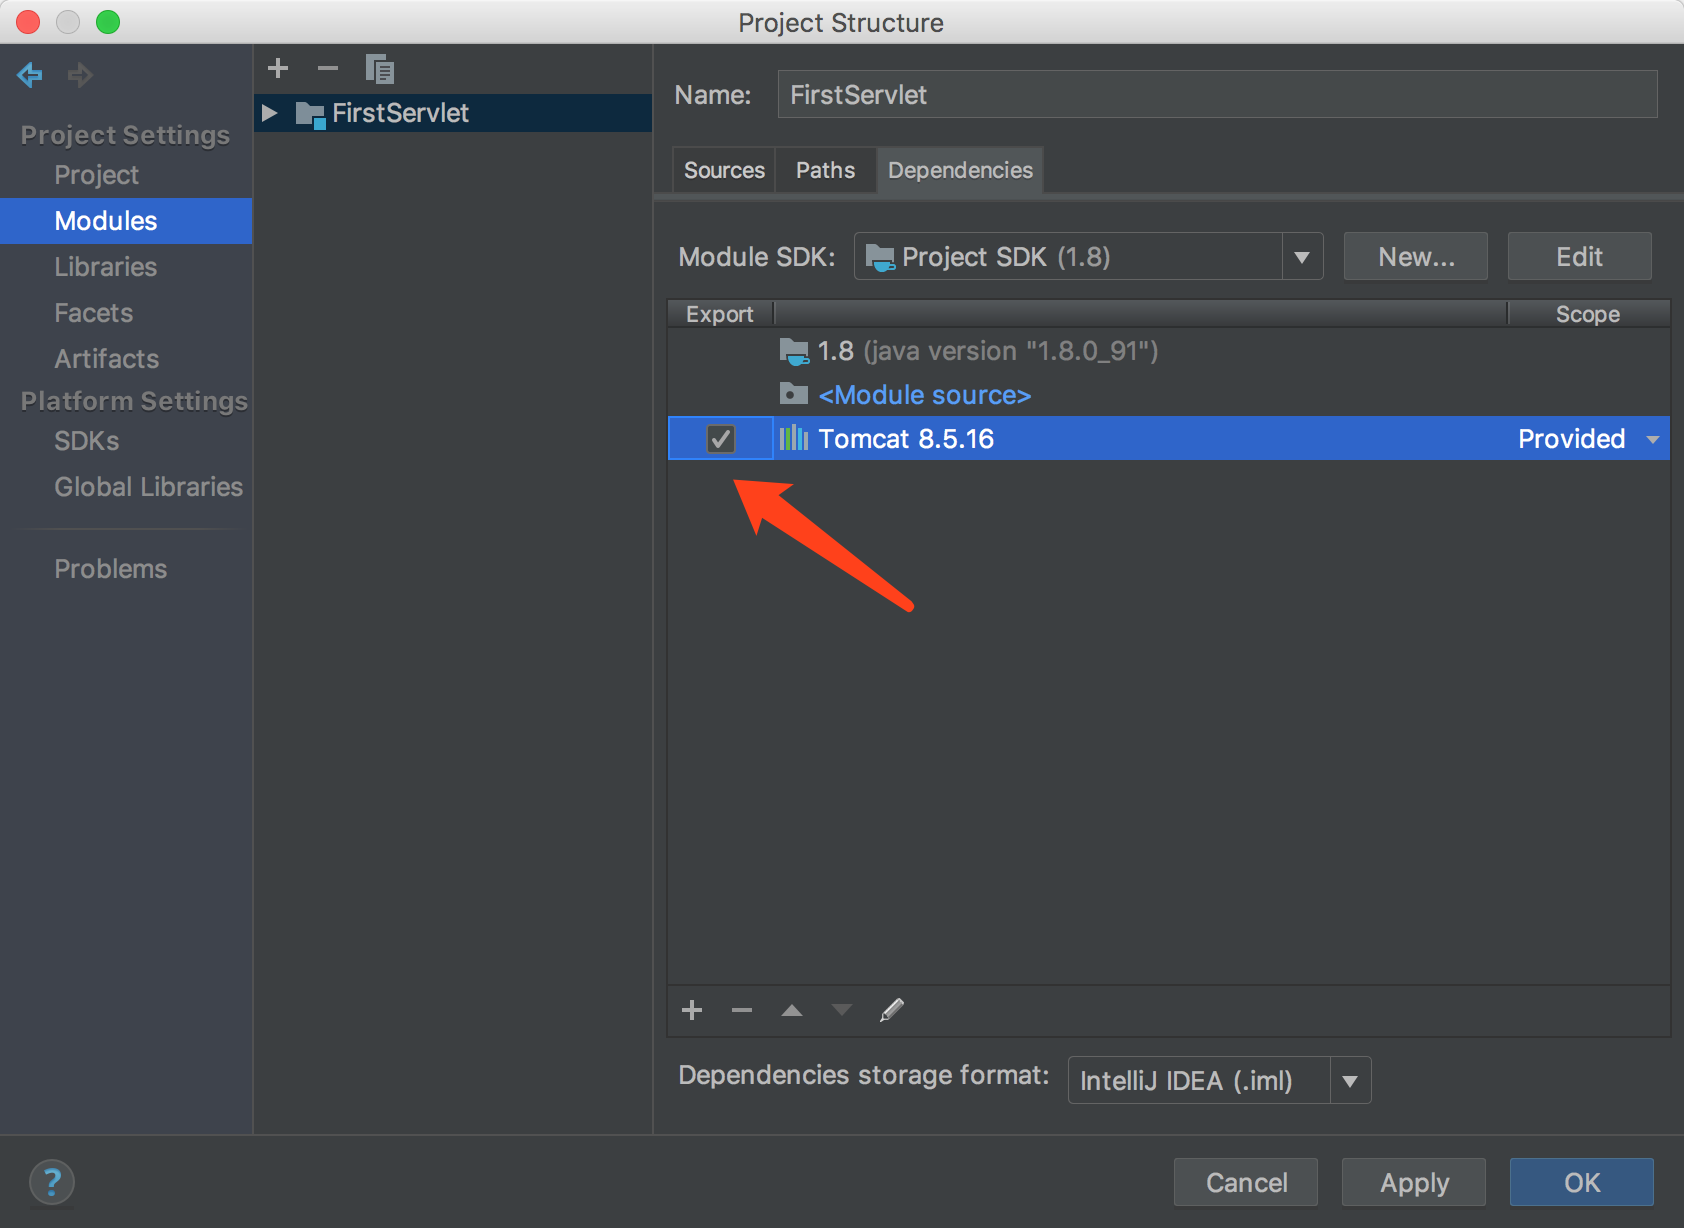 Project Structure
Project Settings
Project
Modules
Libraries
Facets
Artifacts
Platform Settings
SDKs
Global Libraries
Problems
FirstServlet
Name: FirstServlet
Sources Paths Dependencies
Module SDK: Project SDK (1.8) New... Edit
Export Scope
1.8 (java version "1.8.0_91")
<Module source>
Tomcat 8.5.16 Provided
Dependencies storage format: IntelliJ IDEA (.iml)
? Cancel Apply OK